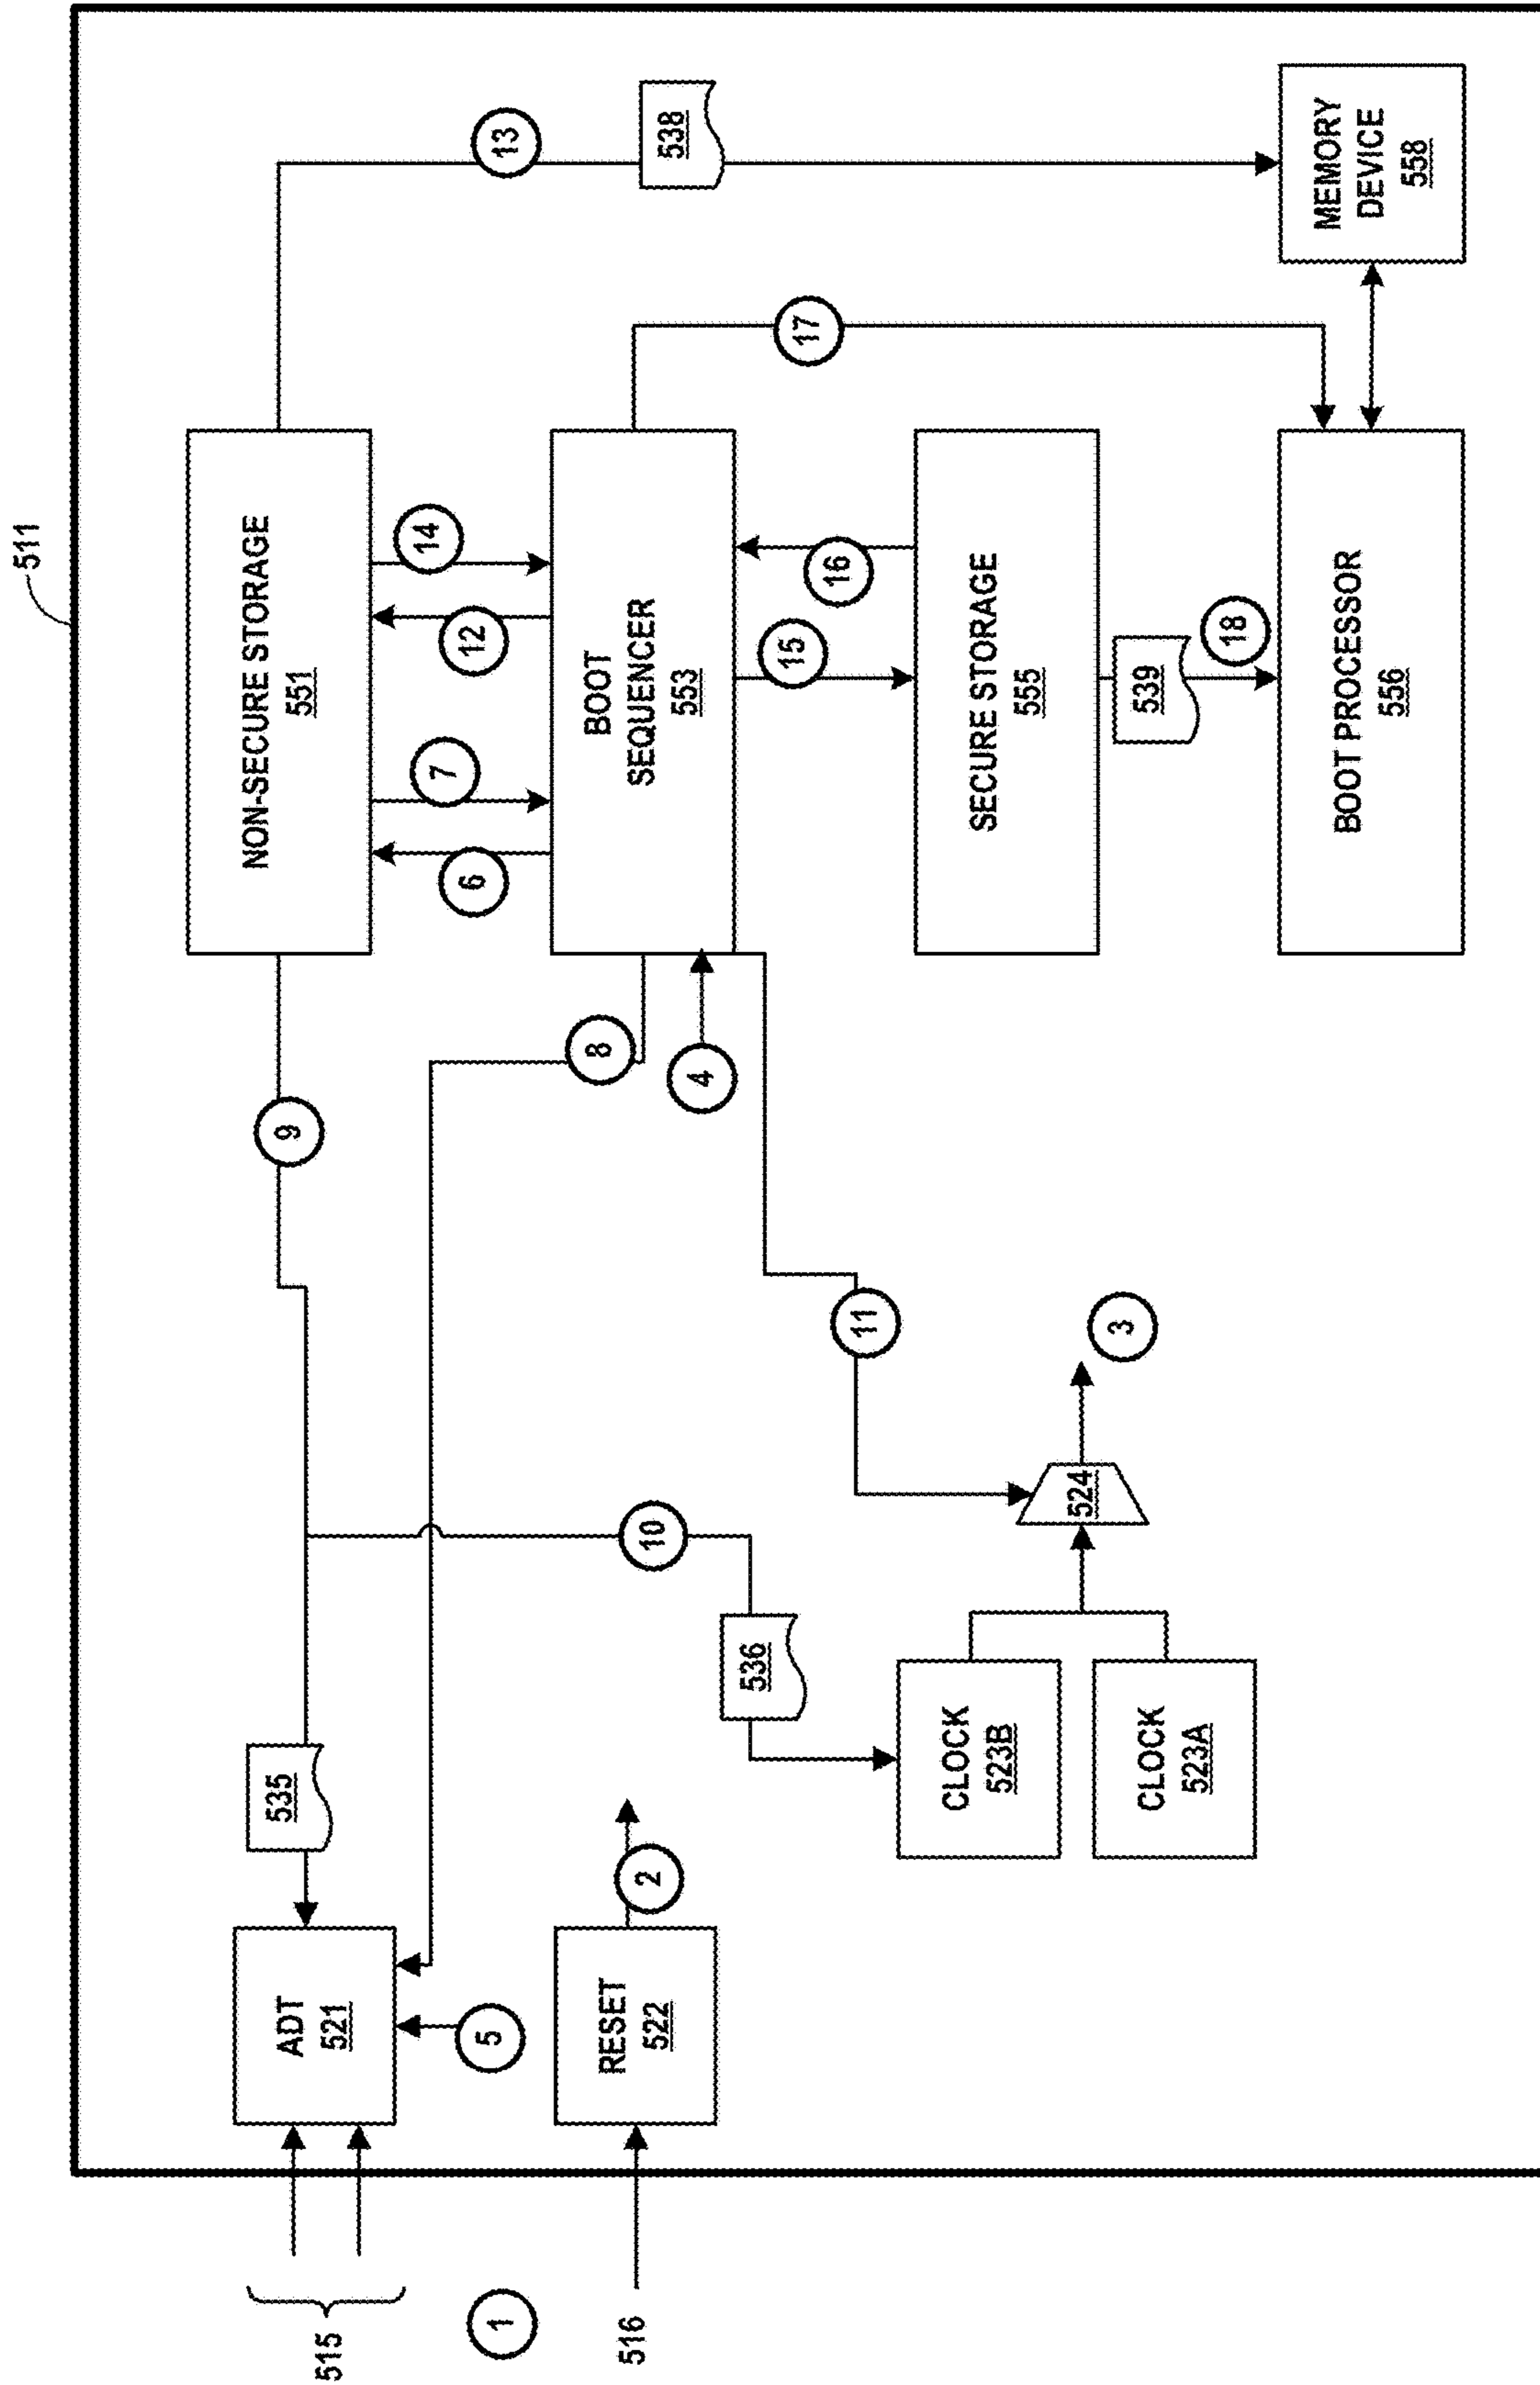 511
515
1
516
ADT
521
5
RESET
522
2
535
536
CLOCK
523B
CLOCK
523A
10
524
3
11
9
8
4
NON-SECURE STORAGE
551
6
7
12
14
BOOT
SEQUENCER
553
15
16
SECURE STORAGE
555
539
18
BOOT PROCESSOR
556
13
17
538
MEMORY
DEVICE
558